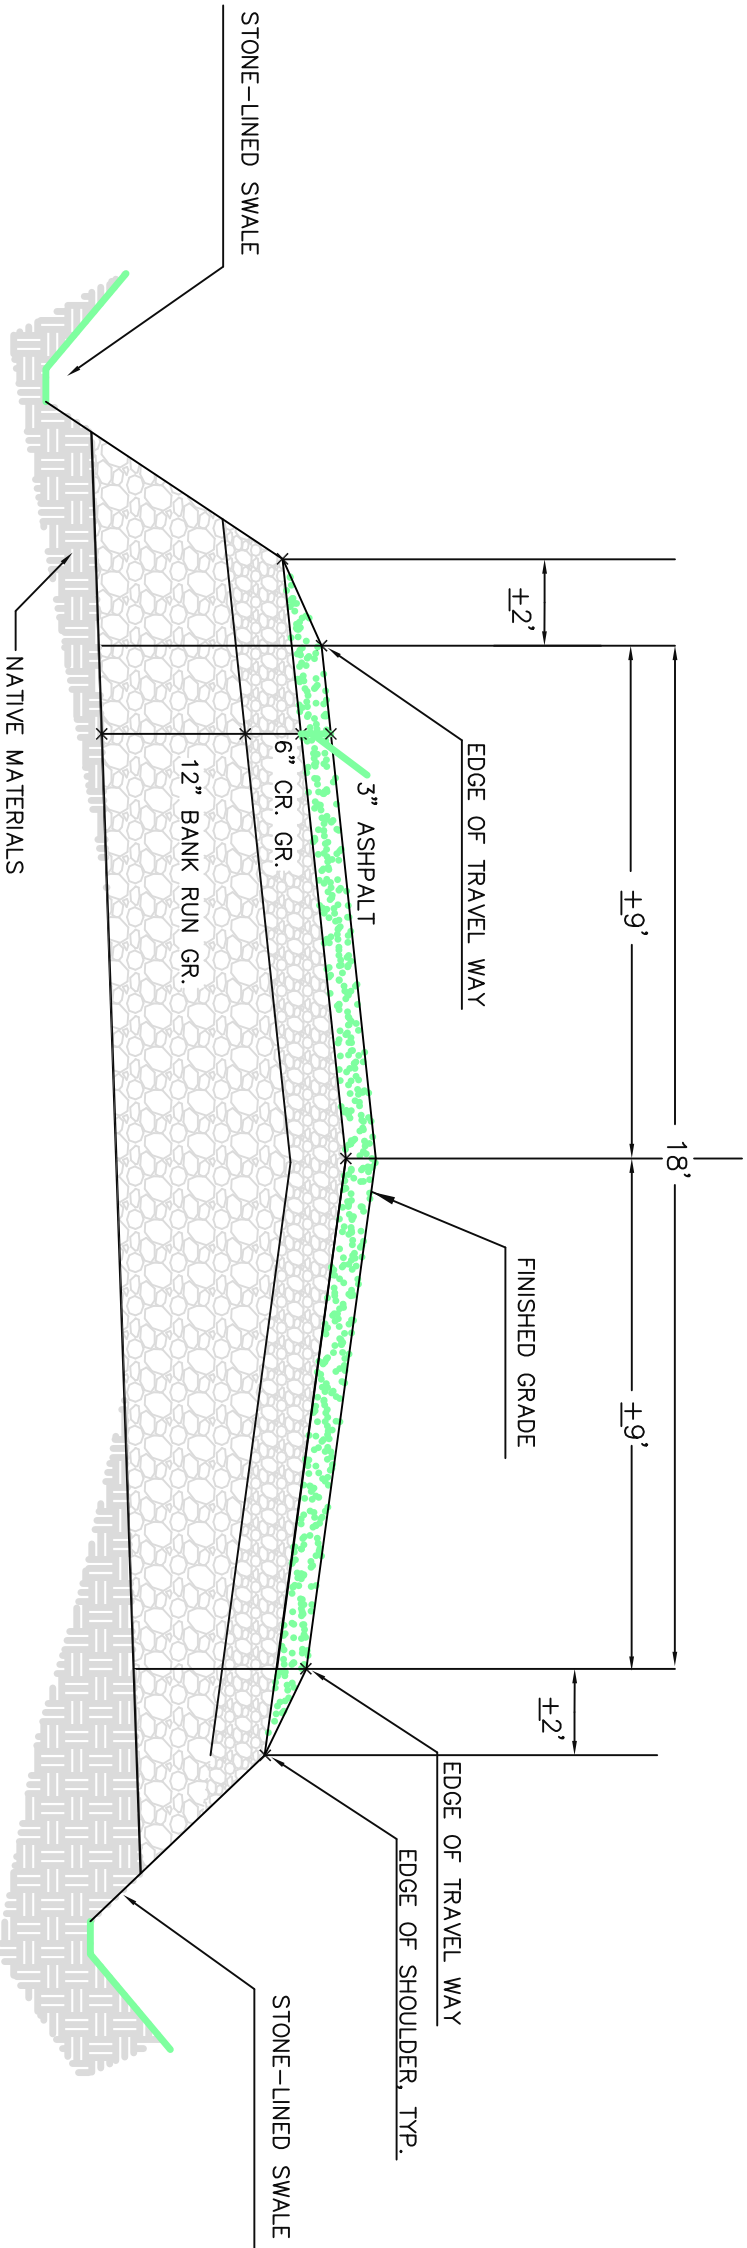 18'
±9'
±9'
±2'
±2'
FINISHED GRADE
EDGE OF TRAVEL WAY
EDGE OF TRAVEL WAY
EDGE OF SHOULDER, TYP.
3" ASHPALT
6" CR. GR.
12" BANK RUN GR.
STONE-LINED SWALE
STONE-LINED SWALE
NATIVE MATERIALS